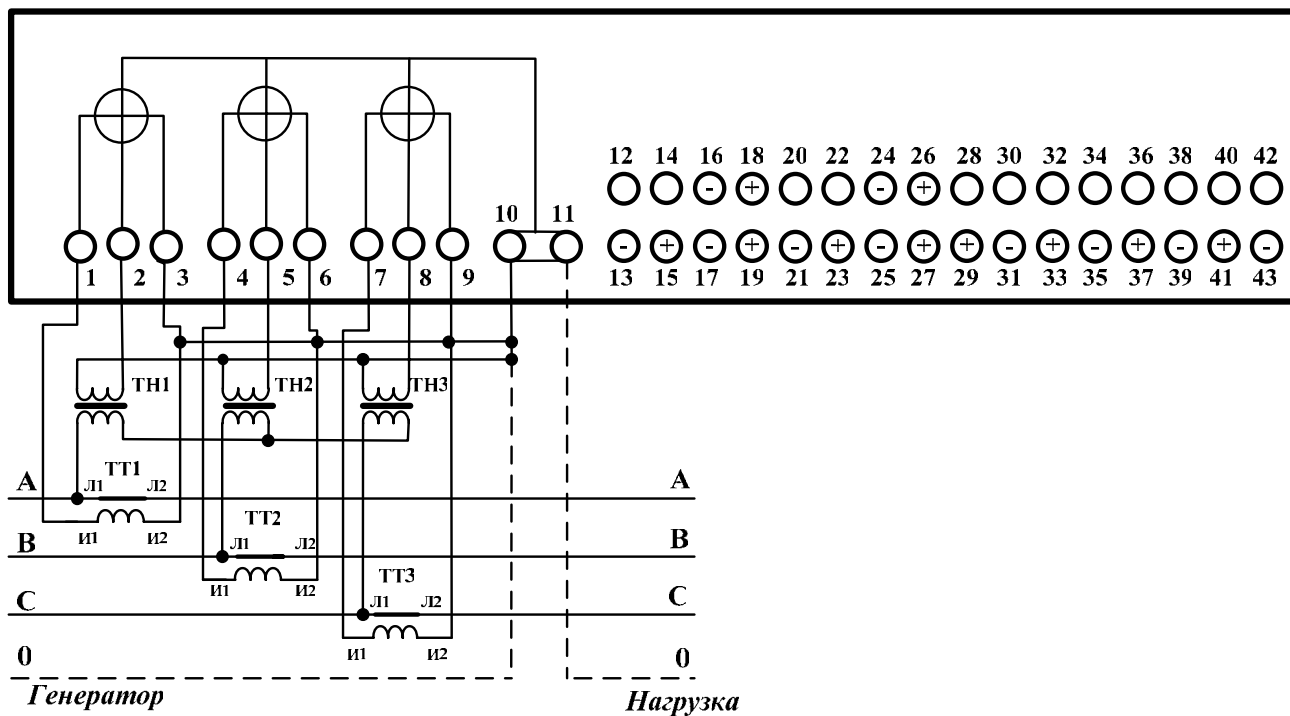 12 14 16 18 20 22 24 26 28 30 32 34 36 38 40 42
- + - +
10 11
- + - + - + - + + - + - + - + -
1 2 3 4 5 6 7 8 9
13 15 17 19 21 23 25 27 29 31 33 35 37 39 41 43
ТН1 ТН2 ТН3
ТТ1
A Л1 Л2 A
И1 И2
ТТ2
B Л1 Л2 B
И1 И2
ТТ3
C Л1 Л2 C
И1 И2
0 0
Генератор Нагрузка